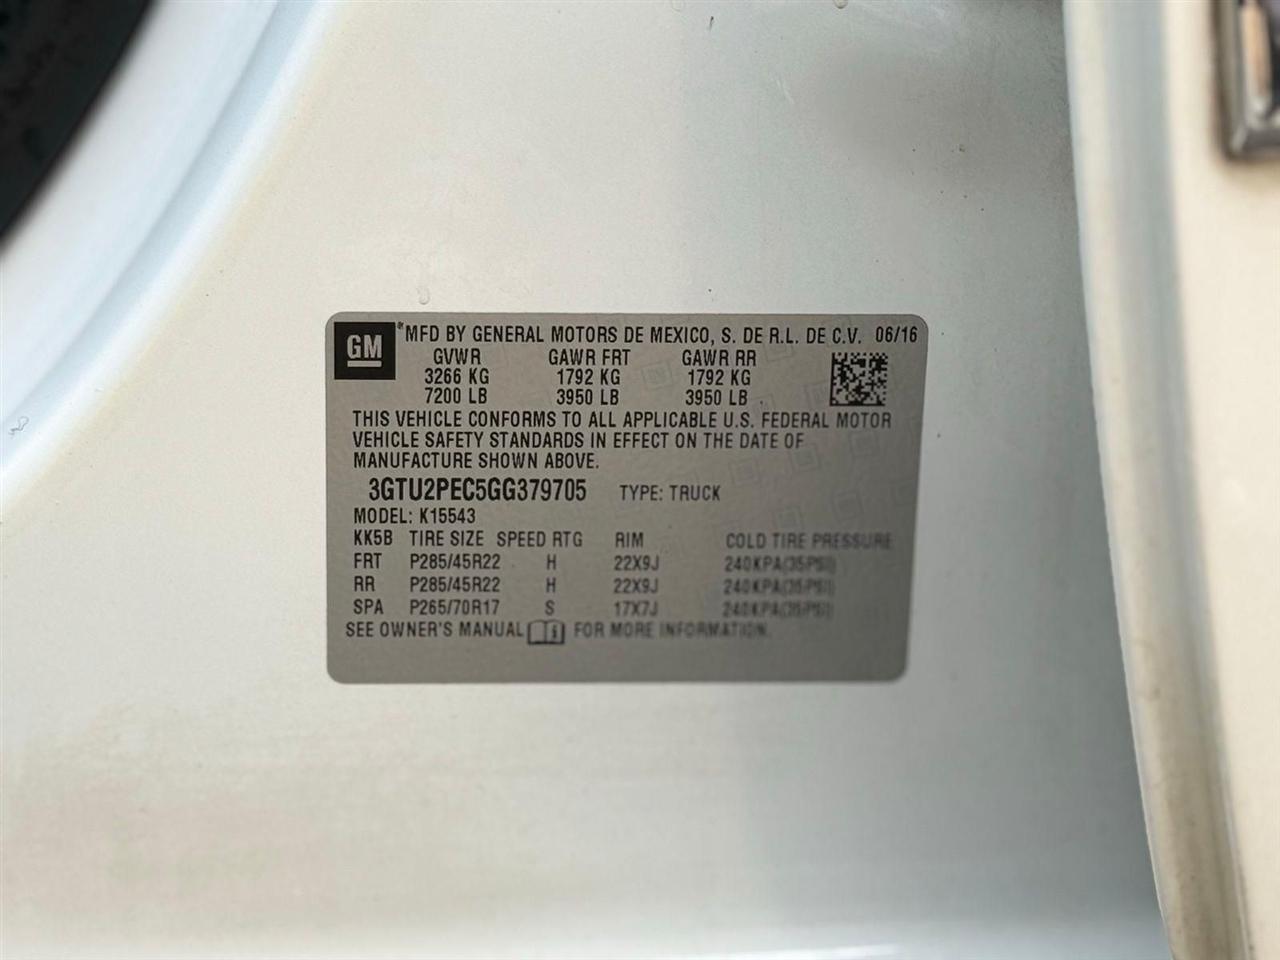 GM
*MFD BY GENERAL MOTORS DE MEXICO, S. DE R.L. DE C.V. 06/16
GVWR GAWR FRT GAWR RR
3266 KG 1792 KG 1792 KG
7200 LB 3950 LB 3950 LB
THIS VEHICLE CONFORMS TO ALL APPLICABLE U.S. FEDERAL MOTOR
VEHICLE SAFETY STANDARDS IN EFFECT ON THE DATE OF
MANUFACTURE SHOWN ABOVE.
3GTU2PEC5GG379705 TYPE: TRUCK
MODEL: K15543
KK5B TIRE SIZE SPEED RTG RIM COLD TIRE PRESSURE
FRT P285/45R22 H 22X9J 240KPA(35PSI)
RR P285/45R22 H 22X9J 240KPA(35PSI)
SPA P265/70R17 S 17X7J 240KPA(35PSI)
SEE OWNER'S MANUAL FOR MORE INFORMATION.